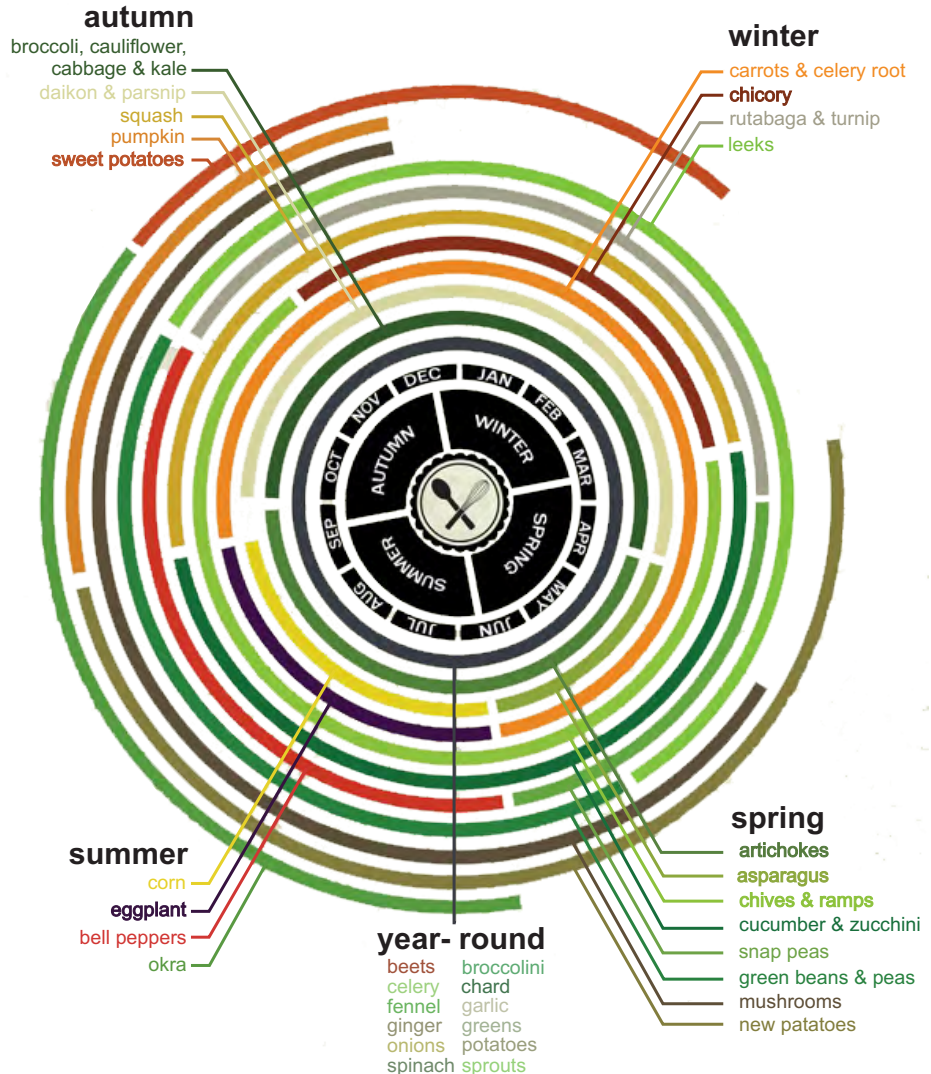 autumn
broccoli, cauliflower,
cabbage & kale
daikon & parsnip
squash
pumpkin
sweet potatoes
winter
carrots & celery root
chicory
rutabaga & turnip
leeks
DEC
JAN
FEB
MAR
APR
MAY
JUN
JUL
AUG
SEP
OCT
NOV
AUTUMN
WINTER
SPRING
SUMMER
summer
corn
eggplant
bell peppers
okra
spring
artichokes
asparagus
chives & ramps
cucumber & zucchini
snap peas
green beans & peas
mushrooms
new patatoes
year- round
beets broccolini
celery chard
fennel garlic
ginger greens
onions potatoes
spinach sprouts